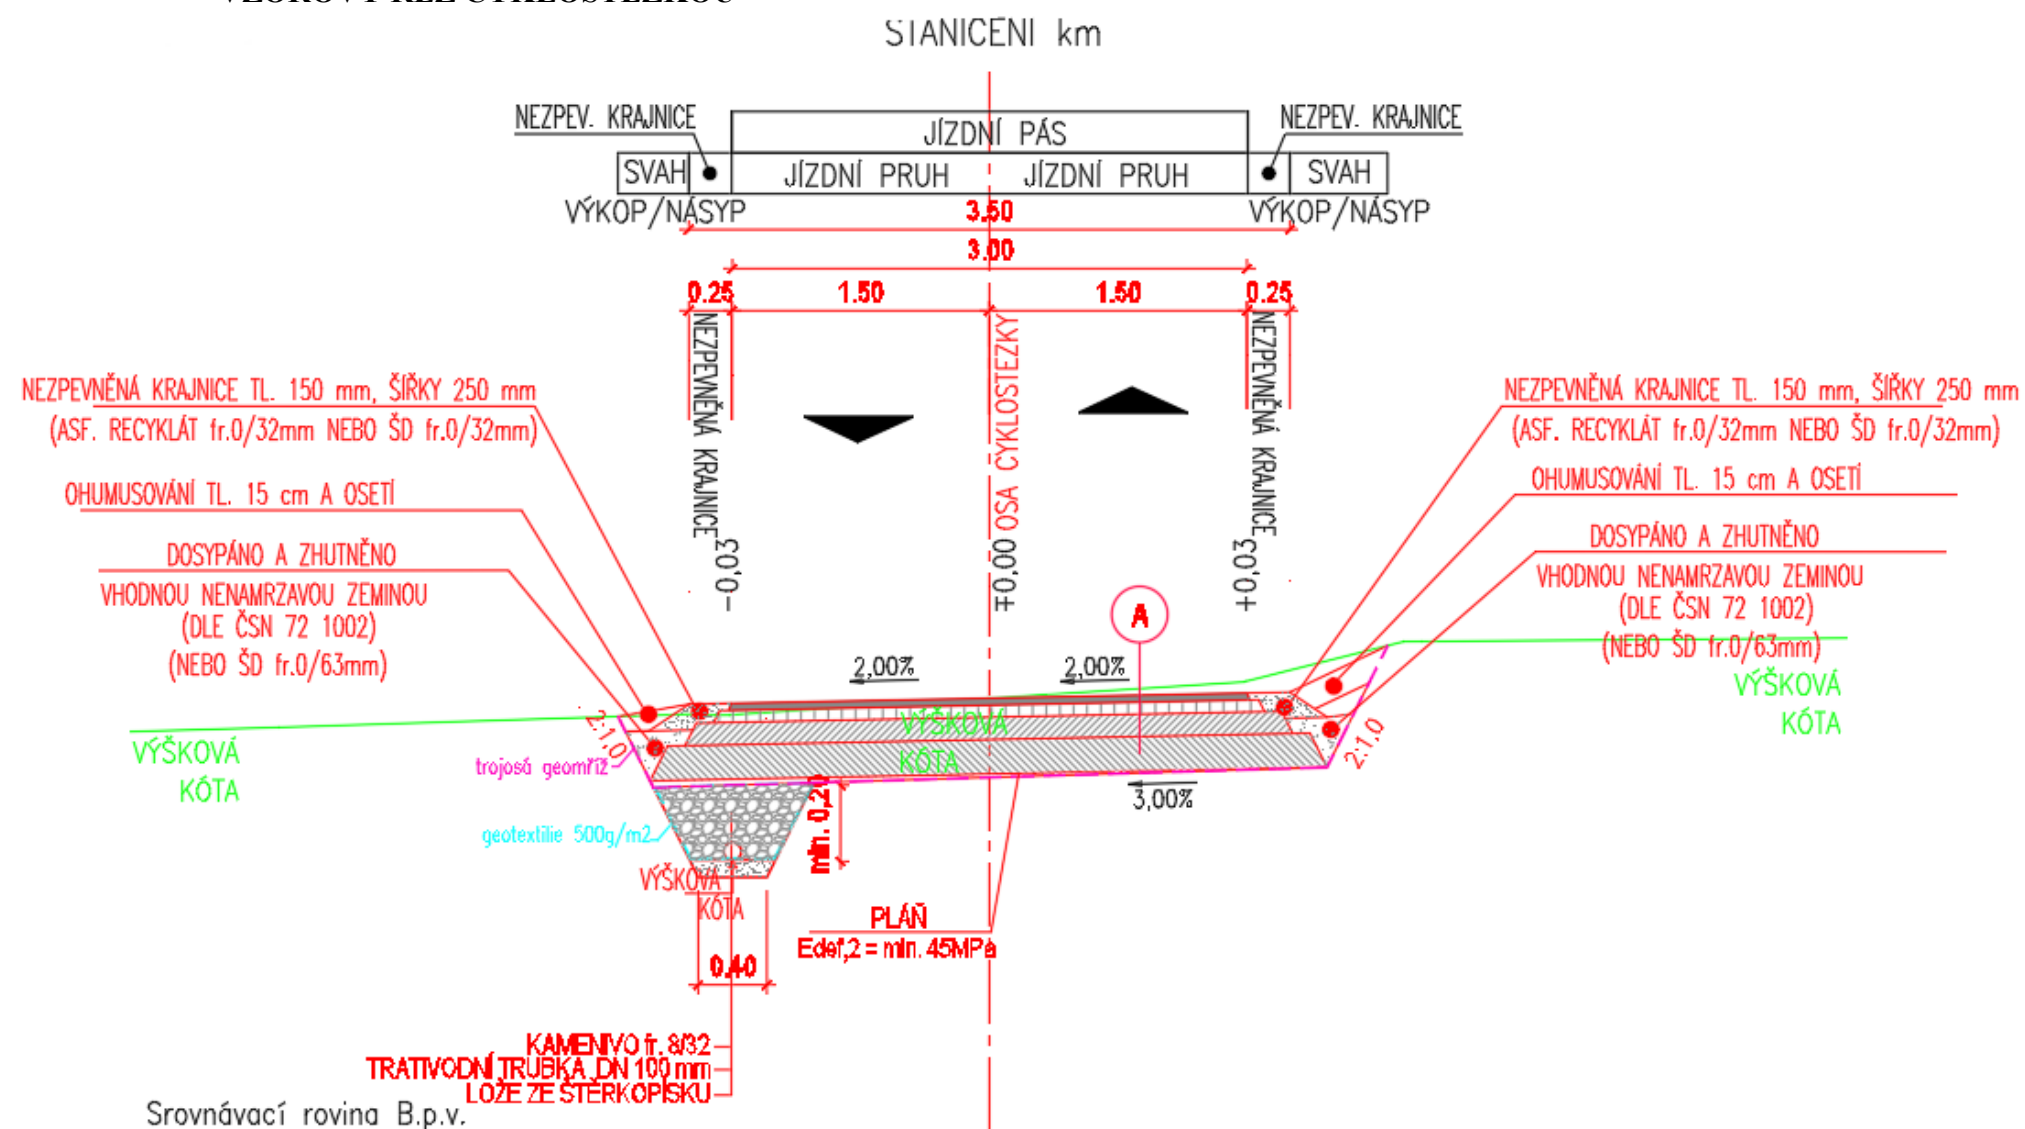 STANIČENÍ km
NEZPEV. KRAJNICE
NEZPEV. KRAJNICE
JÍZDNÍ PÁS
SVAH
JÍZDNÍ PRUH
JÍZDNÍ PRUH
SVAH
VÝKOP/NÁSYP
3.50
VÝKOP/NÁSYP
3.00
0.25
1.50
1.50
0.25
NEZPEVNĚNÁ KRAJNICE
OSA CYKLOSTEZKY
NEZPEVNĚNÁ KRAJNICE
-0,03
∓0,00
+0,03
NEZPEVNĚNÁ KRAJNICE TL. 150 mm, ŠÍŘKY 250 mm
(ASF. RECYKLÁT fr.0/32mm NEBO ŠD fr.0/32mm)
OHUMUSOVÁNÍ TL. 15 cm A OSETÍ
DOSYPÁNO A ZHUTNĚNO
VHODNOU NENAMRZAVOU ZEMINOU
(DLE ČSN 72 1002)
(NEBO ŠD fr.0/63mm)
NEZPEVNĚNÁ KRAJNICE TL. 150 mm, ŠÍŘKY 250 mm
(ASF. RECYKLÁT fr.0/32mm NEBO ŠD fr.0/32mm)
OHUMUSOVÁNÍ TL. 15 cm A OSETÍ
DOSYPÁNO A ZHUTNĚNO
VHODNOU NENAMRZAVOU ZEMINOU
(DLE ČSN 72 1002)
(NEBO ŠD fr.0/63mm)
A
2,00%
2,00%
VÝŠKOVÁ
KÓTA
VÝŠKOVÁ
KÓTA
VÝŠKOVÁ
KÓTA
2:1.0
2:1.0
trojosá geomříž
3,00%
min. 0,20
geotextilie 500g/m2
VÝŠKOVÁ
KÓTA
PLÁŇ
Edef,2 = min. 45MPa
0.40
KAMENIVO fr. 8/32
TRATIVODNÍ TRUBKA DN 100 mm
LOŽE ZE ŠTĚRKOPÍSKU
Srovnávací rovina B.p.v.